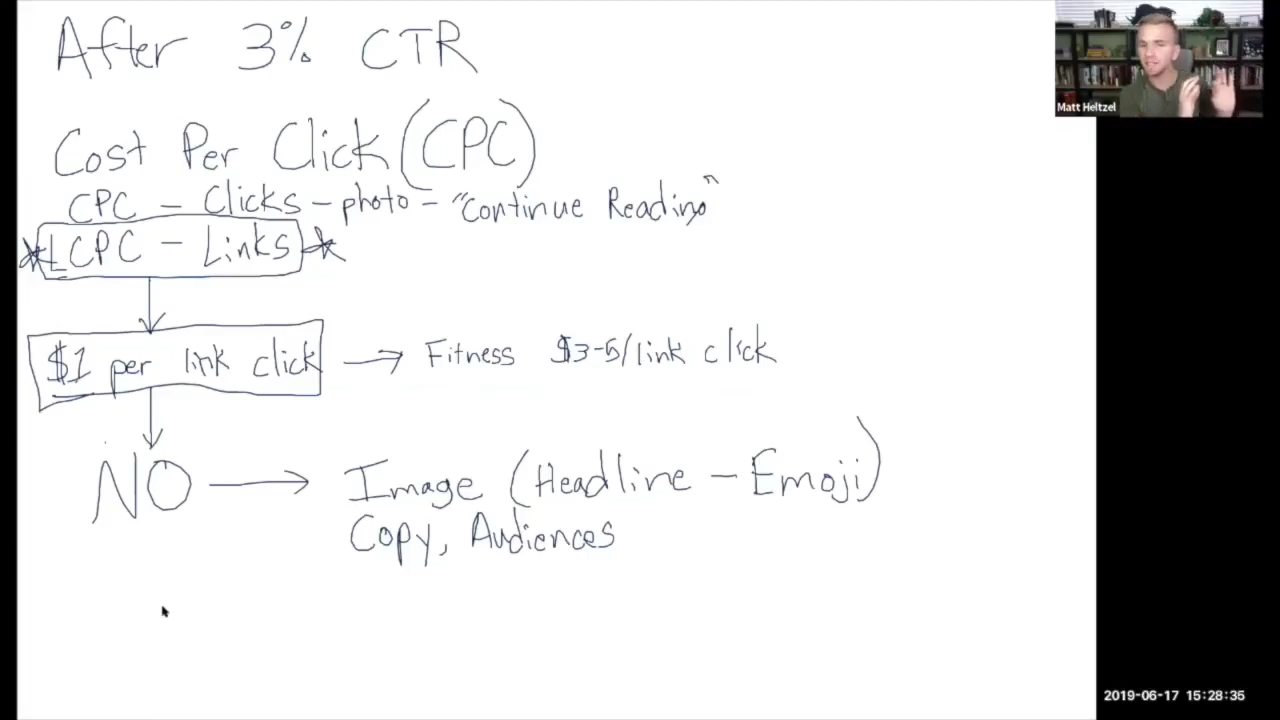 After 3% CTR
Matt Heltzel
Cost Per Click (CPC)
CPC - Clicks - photo - "Continue Reading"
*LCPC - Links*
$1 per link click → Fitness $3-5/link click
NO → Image (Headline - Emoji)
Copy, Audiences
2019-06-17 15:28:35